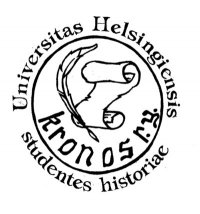 Universitas Helsingiensis
kronos r.y.
studentes historiae